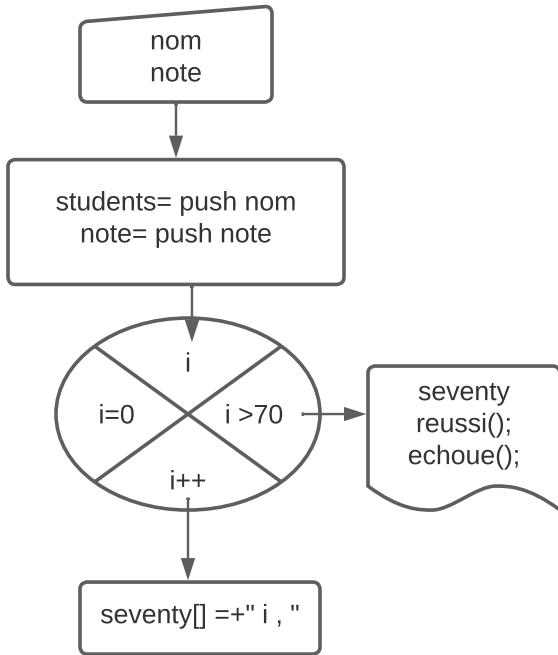 nom
note
students= push nom
note= push note
i
i=0
i >70
i++
seventy
reussi();
echoue();
seventy[] =+" i , "